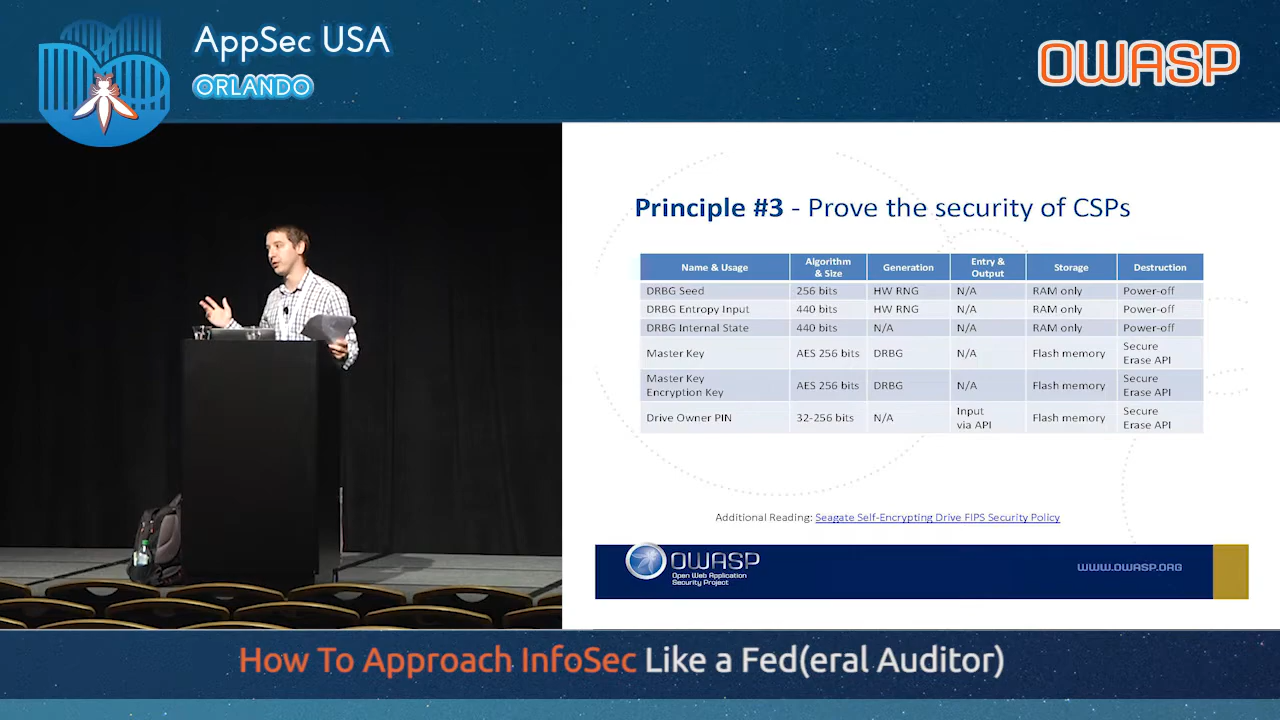 AppSec USA
ORLANDO
OWASP
Principle #3 - Prove the security of CSPs
Name & Usage Algorithm & Size Generation Entry & Output Storage Destruction
DRBG Seed 256 bits HW RNG N/A RAM only Power-off
DRBG Entropy Input 440 bits HW RNG N/A RAM only Power-off
DRBG Internal State 440 bits N/A N/A RAM only Power-off
Master Key AES 256 bits DRBG N/A Flash memory Secure Erase API
Master Key Encryption Key AES 256 bits DRBG N/A Flash memory Secure Erase API
Drive Owner PIN 32-256 bits N/A Input via API Flash memory Secure Erase API
Additional Reading: Seagate Self-Encrypting Drive FIPS Security Policy
OWASP
Open Web Application
Security Project
WWW.OWASP.ORG
How To Approach InfoSec Like a Fed(eral Auditor)